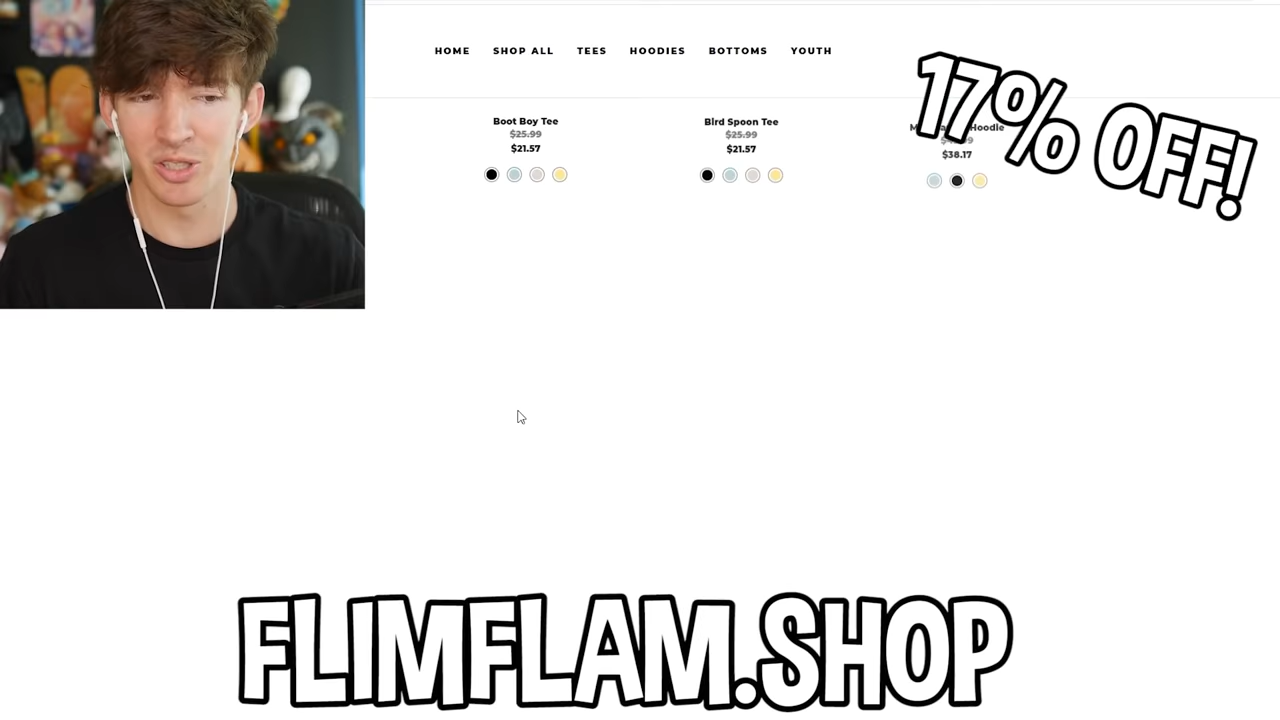 HOME SHOP ALL TEES HOODIES BOTTOMS YOUTH
17% OFF!
Boot Boy Tee
$25.99
$21.57
Bird Spoon Tee
$25.99
$21.57
Hoodie
$38.17
FLIMFLAM.SHOP